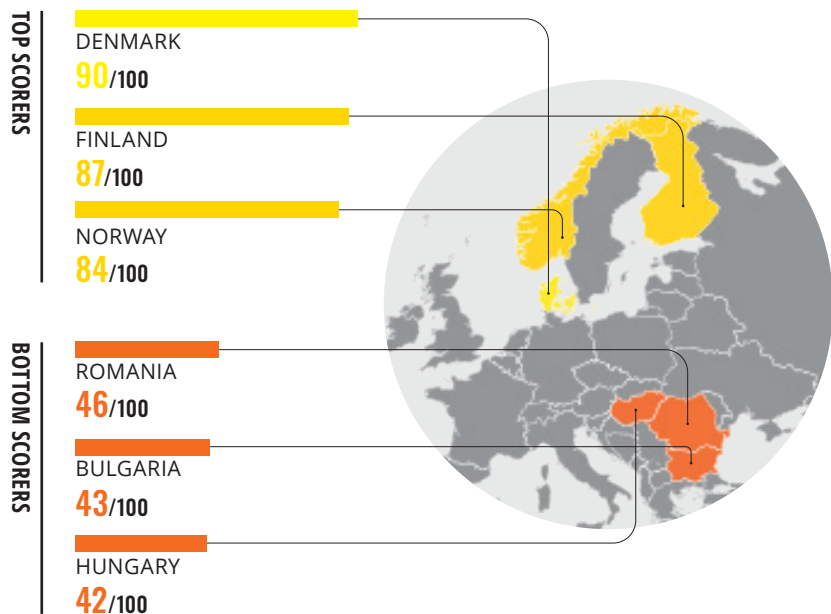 TOP SCORERS
DENMARK
90/100
FINLAND
87/100
NORWAY
84/100
BOTTOM SCORERS
ROMANIA
46/100
BULGARIA
43/100
HUNGARY
42/100